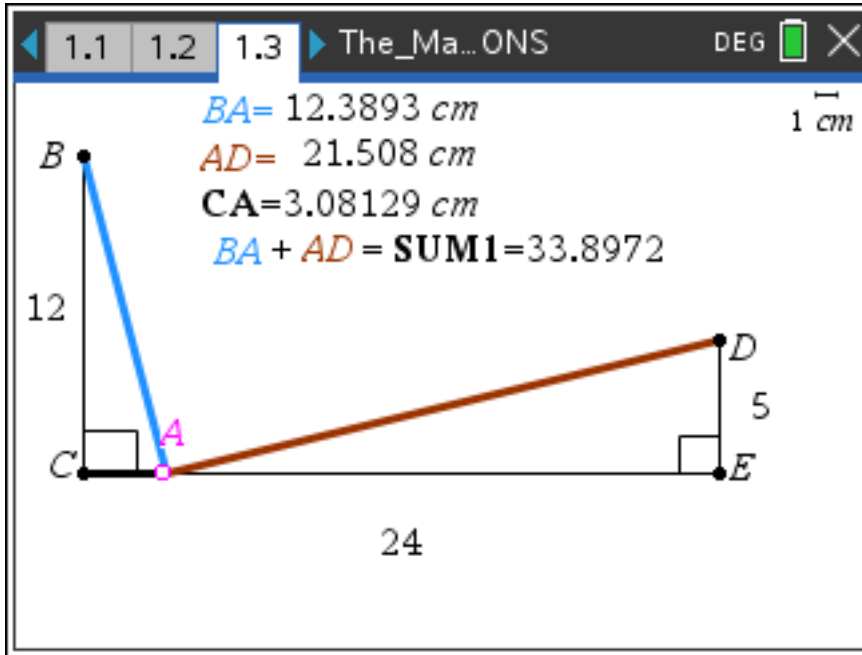 1.1 1.2 1.3 The_Ma…ONS DEG
BA= 12.3893 cm
1 cm
AD= 21.508 cm
CA=3.08129 cm
BA + AD = SUM1=33.8972
B
12
D
5
A
C
E
24